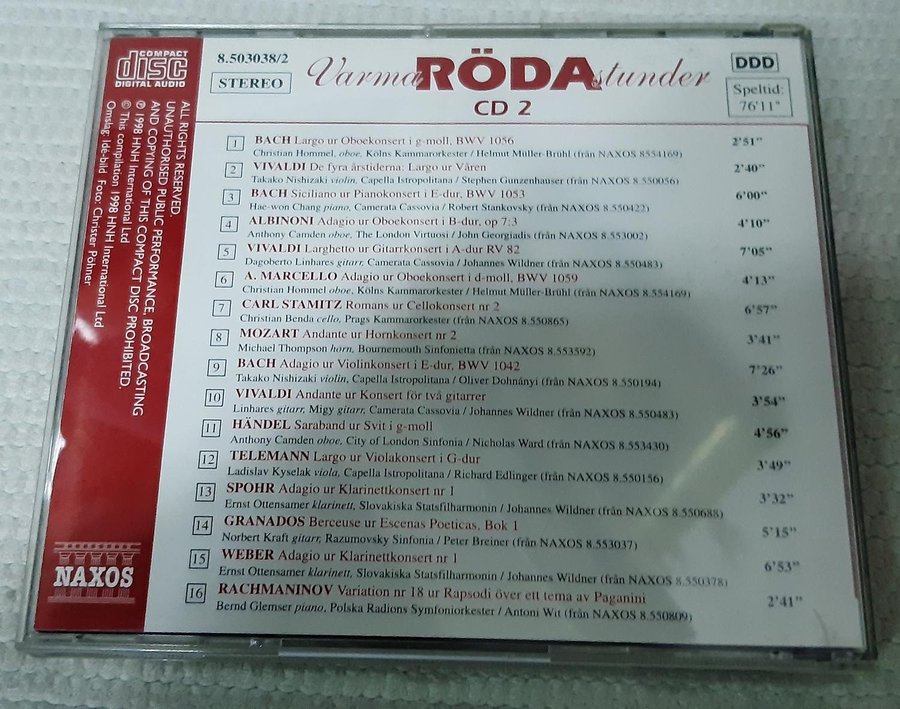 COMPACT
disc
DIGITAL AUDIO
ALL RIGHTS RESERVED.
UNAUTHORISED PUBLIC PERFORMANCE, BROADCASTING
AND COPYING OF THIS COMPACT DISC PROHIBITED.
℗ 1998 HNH International Ltd
© This compilation 1998 HNH International Ltd
Omslag: Idé-bild Foto: Christer Pöhner
NAXOS
8.503038/2
STEREO
Varma RÖDA stunder
CD 2
DDD
Speltid:
76'11"
1 BACH Largo ur Oboekonsert i g-moll, BWV 1056 2'51"
Christian Hommel, oboe, Kölns Kammarorkester / Helmut Müller-Brühl (från NAXOS 8554169)
2 VIVALDI De fyra årstiderna: Largo ur Våren 2'40"
Takako Nishizaki violin, Capella Istropolitana / Stephen Gunzenhauser (från NAXOS 8.550056)
3 BACH Siciliano ur Pianokonsert i E-dur, BWV 1053 6'00"
Hae-won Chang piano, Camerata Cassovia / Robert Stankovsky (från NAXOS 8.550422)
4 ALBINONI Adagio ur Oboekonsert i B-dur, op 7:3 4'10"
Anthony Camden oboe, The London Virtuosi / John Georgiadis (från NAXOS 8.553002)
5 VIVALDI Larghetto ur Gitarrkonsert i A-dur RV 82 7'05"
Dagoberto Linhares gitarr, Camerata Cassovia / Johannes Wildner (från NAXOS 8.550483)
6 A. MARCELLO Adagio ur Oboekonsert i d-moll, BWV 1059 4'13"
Christian Hommel oboe, Kölns Kammarorkester / Helmut Müller-Brühl (från NAXOS 8.554169)
7 CARL STAMITZ Romans ur Cellokonsert nr 2 6'57"
Christian Benda cello, Prags Kammarorkester (från NAXOS 8.550865)
8 MOZART Andante ur Hornkonsert nr 2 3'41"
Michael Thompson horn, Bournemouth Sinfonietta (från NAXOS 8.553592)
9 BACH Adagio ur Violinkonsert i E-dur, BWV 1042 7'26"
Takako Nishizaki violin, Capella Istropolitana / Oliver Dohnányi (från NAXOS 8.550194)
10 VIVALDI Andante ur Konsert för två gitarrer 3'54"
Linhares gitarr, Migy gitarr, Camerata Cassovia / Johannes Wildner (från NAXOS 8.550483)
11 HÄNDEL Saraband ur Svit i g-moll 4'56"
Anthony Camden oboe, City of London Sinfonia / Nicholas Ward (från NAXOS 8.553430)
12 TELEMANN Largo ur Violakonsert i G-dur 3'49"
Ladislav Kyselak viola, Capella Istropolitana / Richard Edlinger (från NAXOS 8.550156)
13 SPOHR Adagio ur Klarinettkonsert nr 1 3'32"
Ernst Ottensamer klarinett, Slovakiska Statsfilharmonin / Johannes Wildner (från NAXOS 8.550688)
14 GRANADOS Berceuse ur Escenas Poeticas, Bok 1 5'15"
Norbert Kraft gitarr, Razumovsky Sinfonia / Peter Breiner (från NAXOS 8.553037)
15 WEBER Adagio ur Klarinettkonsert nr 1 6'53"
Ernst Ottensamer klarinett, Slovakiska Statsfilharmonin / Johannes Wildner (från NAXOS 8.550378)
16 RACHMANINOV Variation nr 18 ur Rapsodi över ett tema av Paganini 2'41"
Bernd Glemser piano, Polska Radions Symfoniorkester / Antoni Wit (från NAXOS 8.550809)